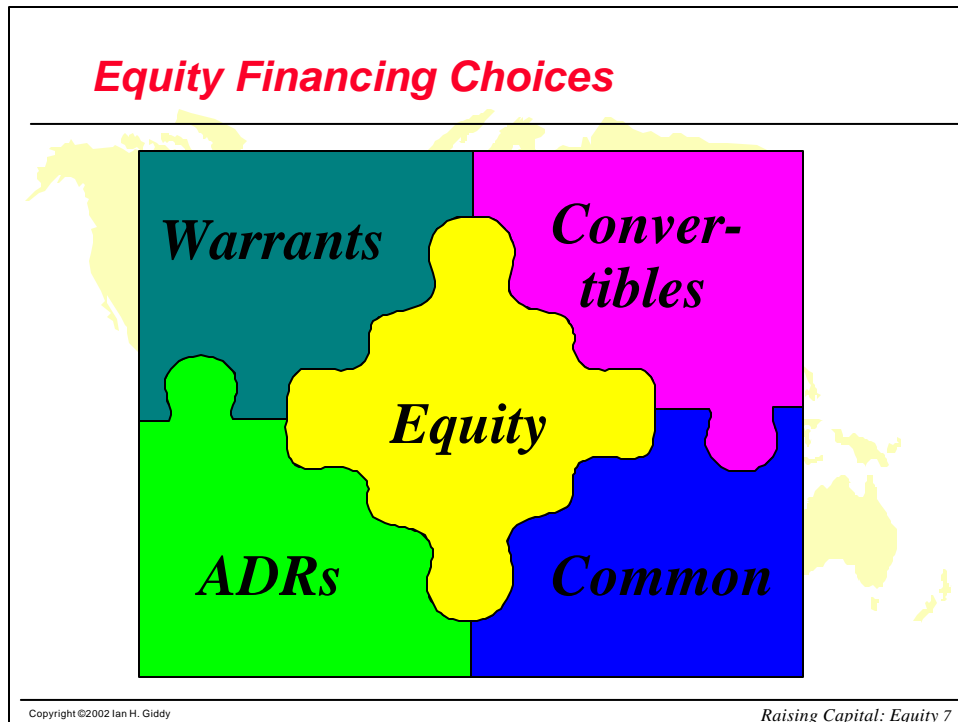 Equity Financing Choices
Warrants
Conver-
tibles
Equity
ADRs
Common
Copyright ©2002 Ian H. Giddy
Raising Capital: Equity 7